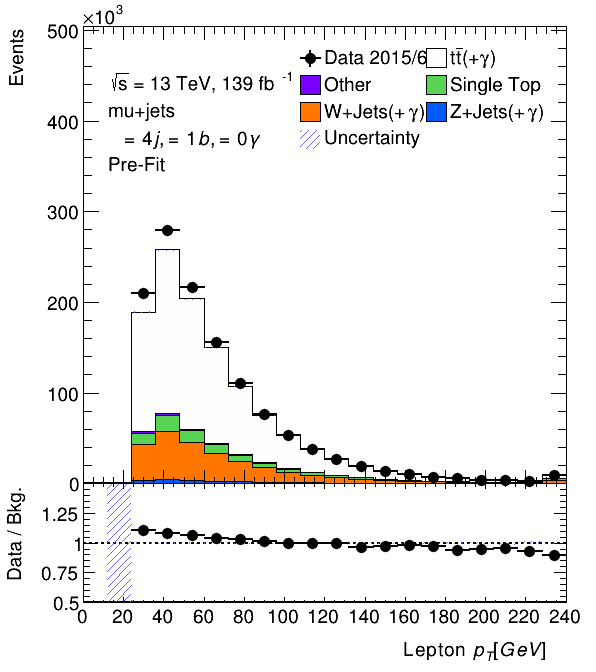 ×10³
Events
500
400
300
200
100
0
√s = 13 TeV, 139 fb⁻¹
mu+jets
= 4j,= 1b, = 0γ
Pre-Fit
Data 2015/6
tt̄(+γ)
Other
Single Top
W+Jets(+γ)
Z+Jets(+γ)
Uncertainty
Data / Bkg.
1.25
1
0.75
0.5
0 20 40 60 80 100 120 140 160 180 200 220 240
Lepton p_T[GeV]